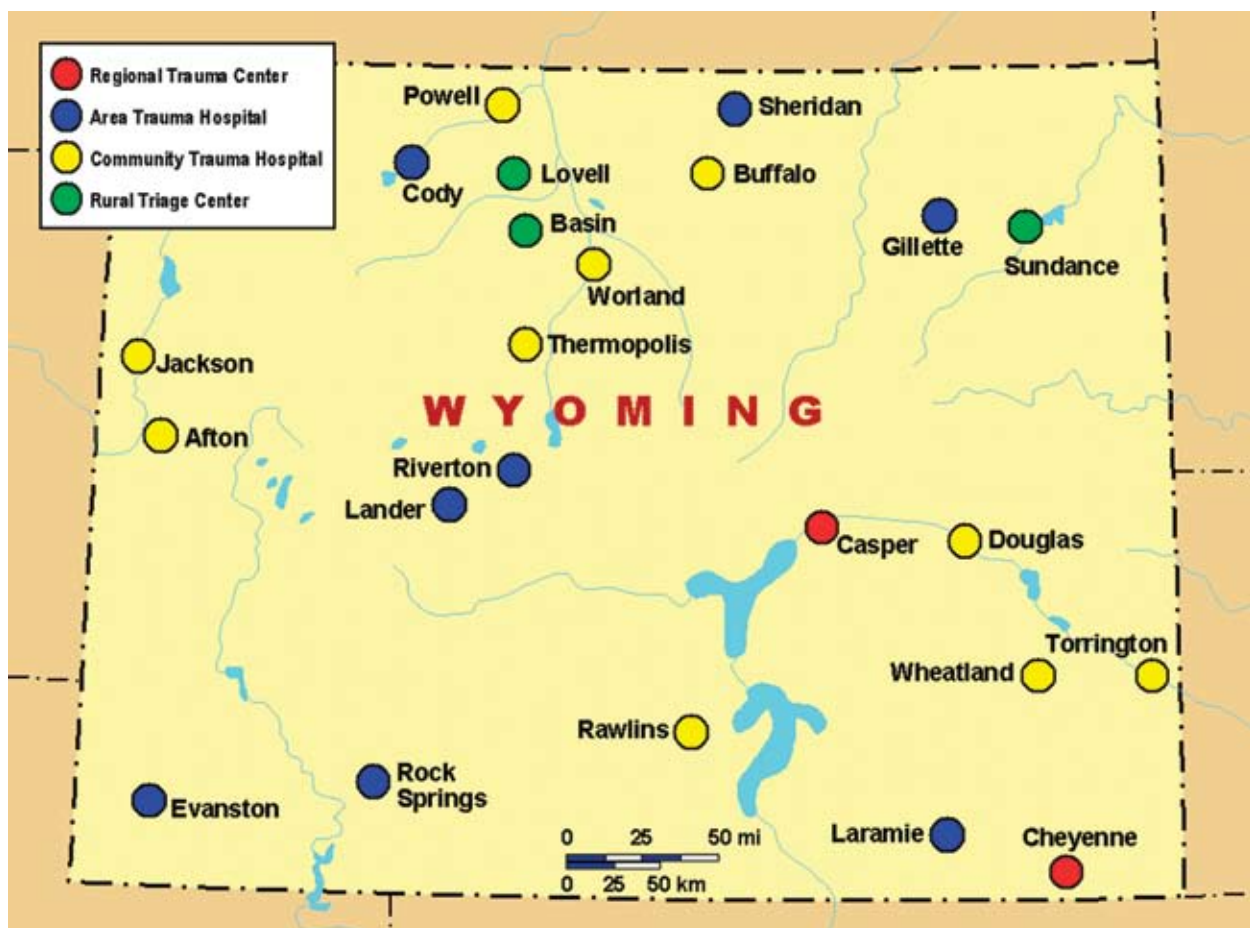 Regional Trauma Center
Area Trauma Hospital
Community Trauma Hospital
Rural Triage Center
Powell
Sheridan
Cody
Lovell
Buffalo
Basin
Gillette
Sundance
Worland
Thermopolis
Jackson
WYOMING
Afton
Riverton
Lander
Casper
Douglas
Torrington
Wheatland
Rawlins
Rock
Springs
Evanston
0 25 50 mi
0 25 50 km
Laramie
Cheyenne